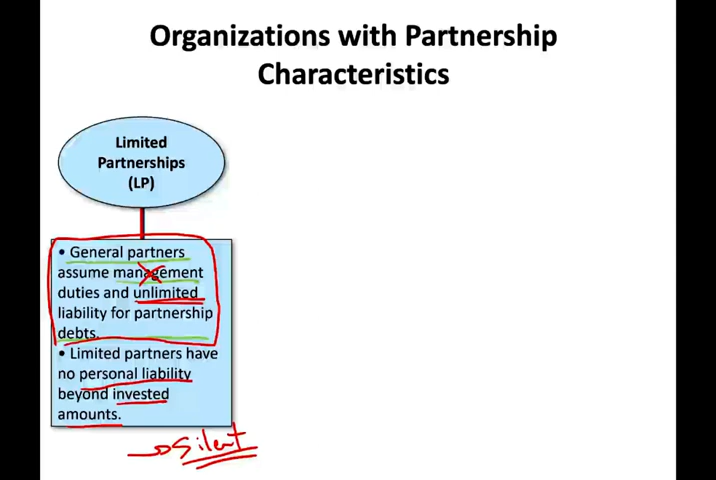 Organizations with Partnership
Characteristics
Limited
Partnerships
(LP)
• General partners
assume management
duties and unlimited
liability for partnership
debts.
• Limited partners have
no personal liability
beyond invested
amounts.
Silent